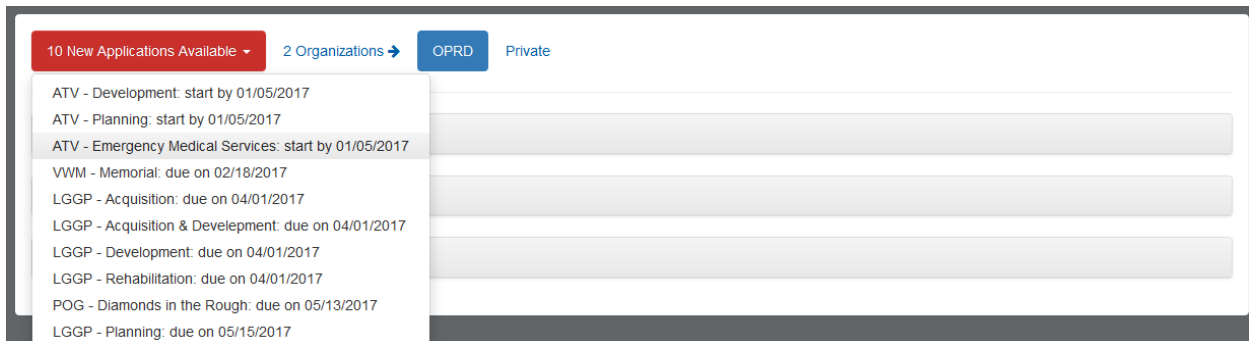 10 New Applications Available 2 Organizations OPRD Private
ATV - Development: start by 01/05/2017
ATV - Planning: start by 01/05/2017
ATV - Emergency Medical Services: start by 01/05/2017
VWM - Memorial: due on 02/18/2017
LGGP - Acquisition: due on 04/01/2017
LGGP - Acquisition & Develepment: due on 04/01/2017
LGGP - Development: due on 04/01/2017
LGGP - Rehabilitation: due on 04/01/2017
POG - Diamonds in the Rough: due on 05/13/2017
LGGP - Planning: due on 05/15/2017